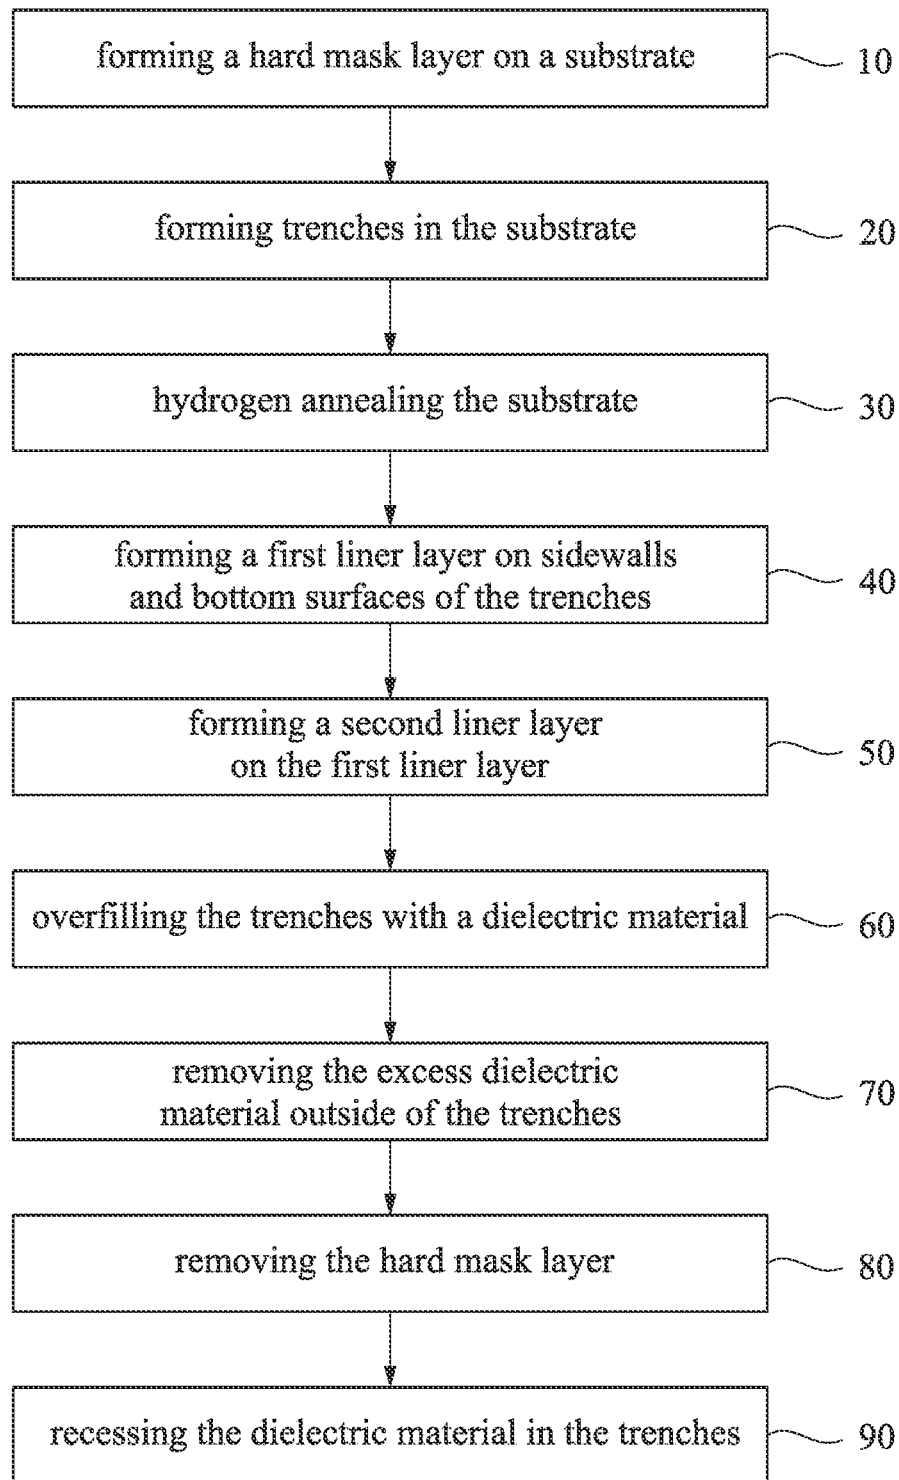 forming a hard mask layer on a substrate
10
forming trenches in the substrate
20
hydrogen annealing the substrate
30
forming a first liner layer on sidewalls
and bottom surfaces of the trenches
40
forming a second liner layer
on the first liner layer
50
overfilling the trenches with a dielectric material
60
removing the excess dielectric
material outside of the trenches
70
removing the hard mask layer
80
recessing the dielectric material in the trenches
90